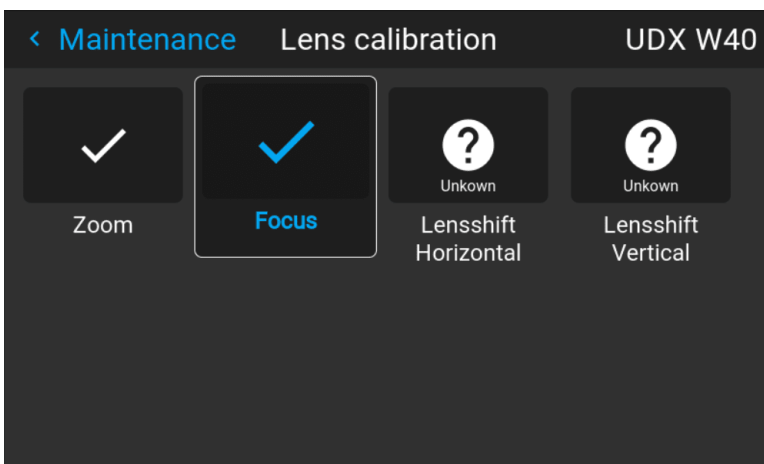 Maintenance Lens calibration UDX W40
Unkown Unkown
Zoom Focus Lensshift Horizontal Lensshift Vertical